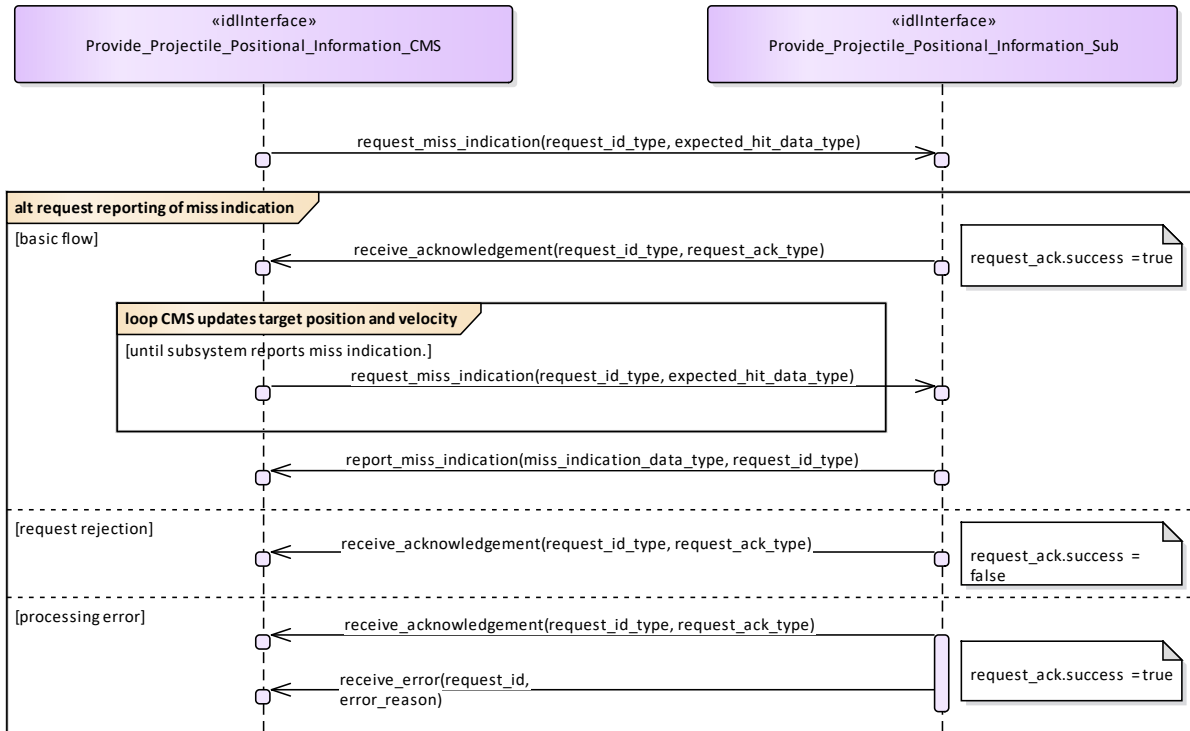 «idlInterface»
Provide_Projectile_Positional_Information_CMS
«idlInterface»
Provide_Projectile_Positional_Information_Sub
request_miss_indication(request_id_type, expected_hit_data_type)
alt request reporting of miss indication
[basic flow]
receive_acknowledgement(request_id_type, request_ack_type)
request_ack.success = true
loop CMS updates target position and velocity
[until subsystem reports miss indication.]
request_miss_indication(request_id_type, expected_hit_data_type)
report_miss_indication(miss_indication_data_type, request_id_type)
[request rejection]
receive_acknowledgement(request_id_type, request_ack_type)
request_ack.success =
false
[processing error]
receive_acknowledgement(request_id_type, request_ack_type)
request_ack.success = true
receive_error(request_id,
error_reason)